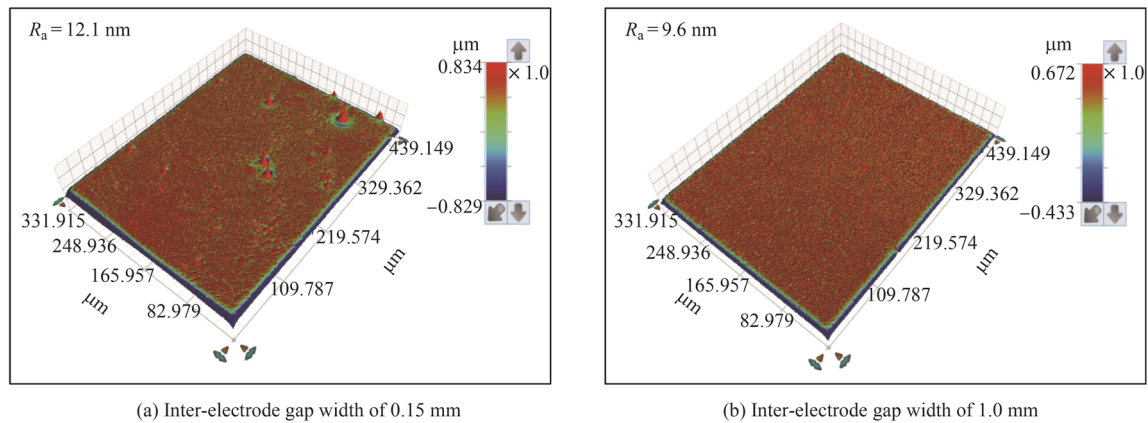 Ra = 12.1 nm
μm
0.834
× 1.0
−0.829
439.149
329.362
219.574
109.787
μm
331.915
248.936
165.957
82.979
μm
(a) Inter-electrode gap width of 0.15 mm
Ra = 9.6 nm
μm
0.672
× 1.0
−0.433
439.149
329.362
219.574
109.787
μm
331.915
248.936
165.957
82.979
μm
(b) Inter-electrode gap width of 1.0 mm